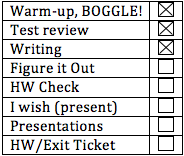 Warm-up, BOGGLE!
Test review
Writing
Figure it Out
HW Check
I wish (present)
Presentations
HW/Exit Ticket